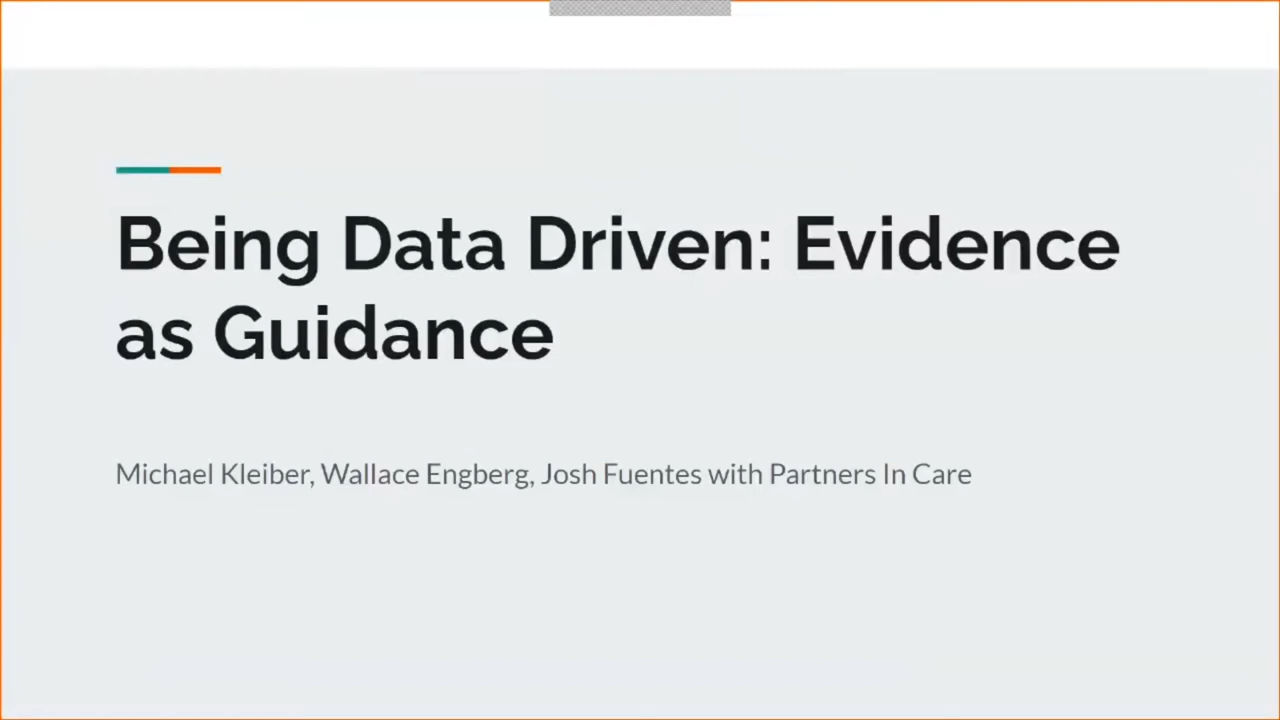 Being Data Driven: Evidence
as Guidance
Michael Kleiber, Wallace Engberg, Josh Fuentes with Partners In Care